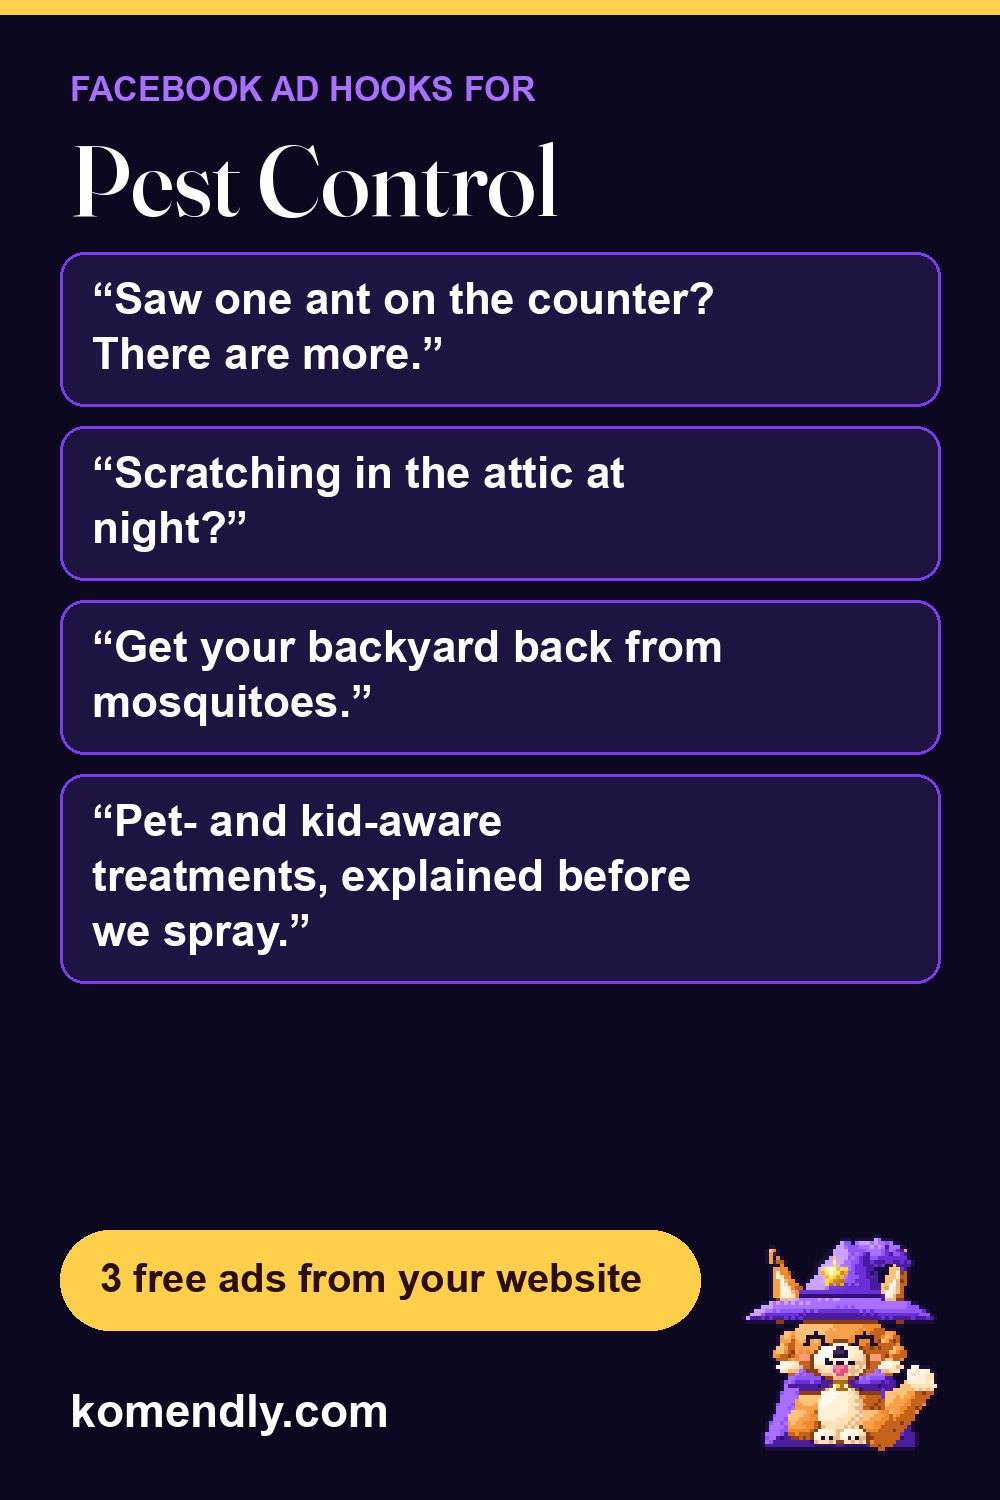 FACEBOOK AD HOOKS FOR
Pest Control
“Saw one ant on the counter?
There are more.”
“Scratching in the attic at
night?”
“Get your backyard back from
mosquitoes.”
“Pet- and kid-aware
treatments, explained before
we spray.”
3 free ads from your website
komendly.com